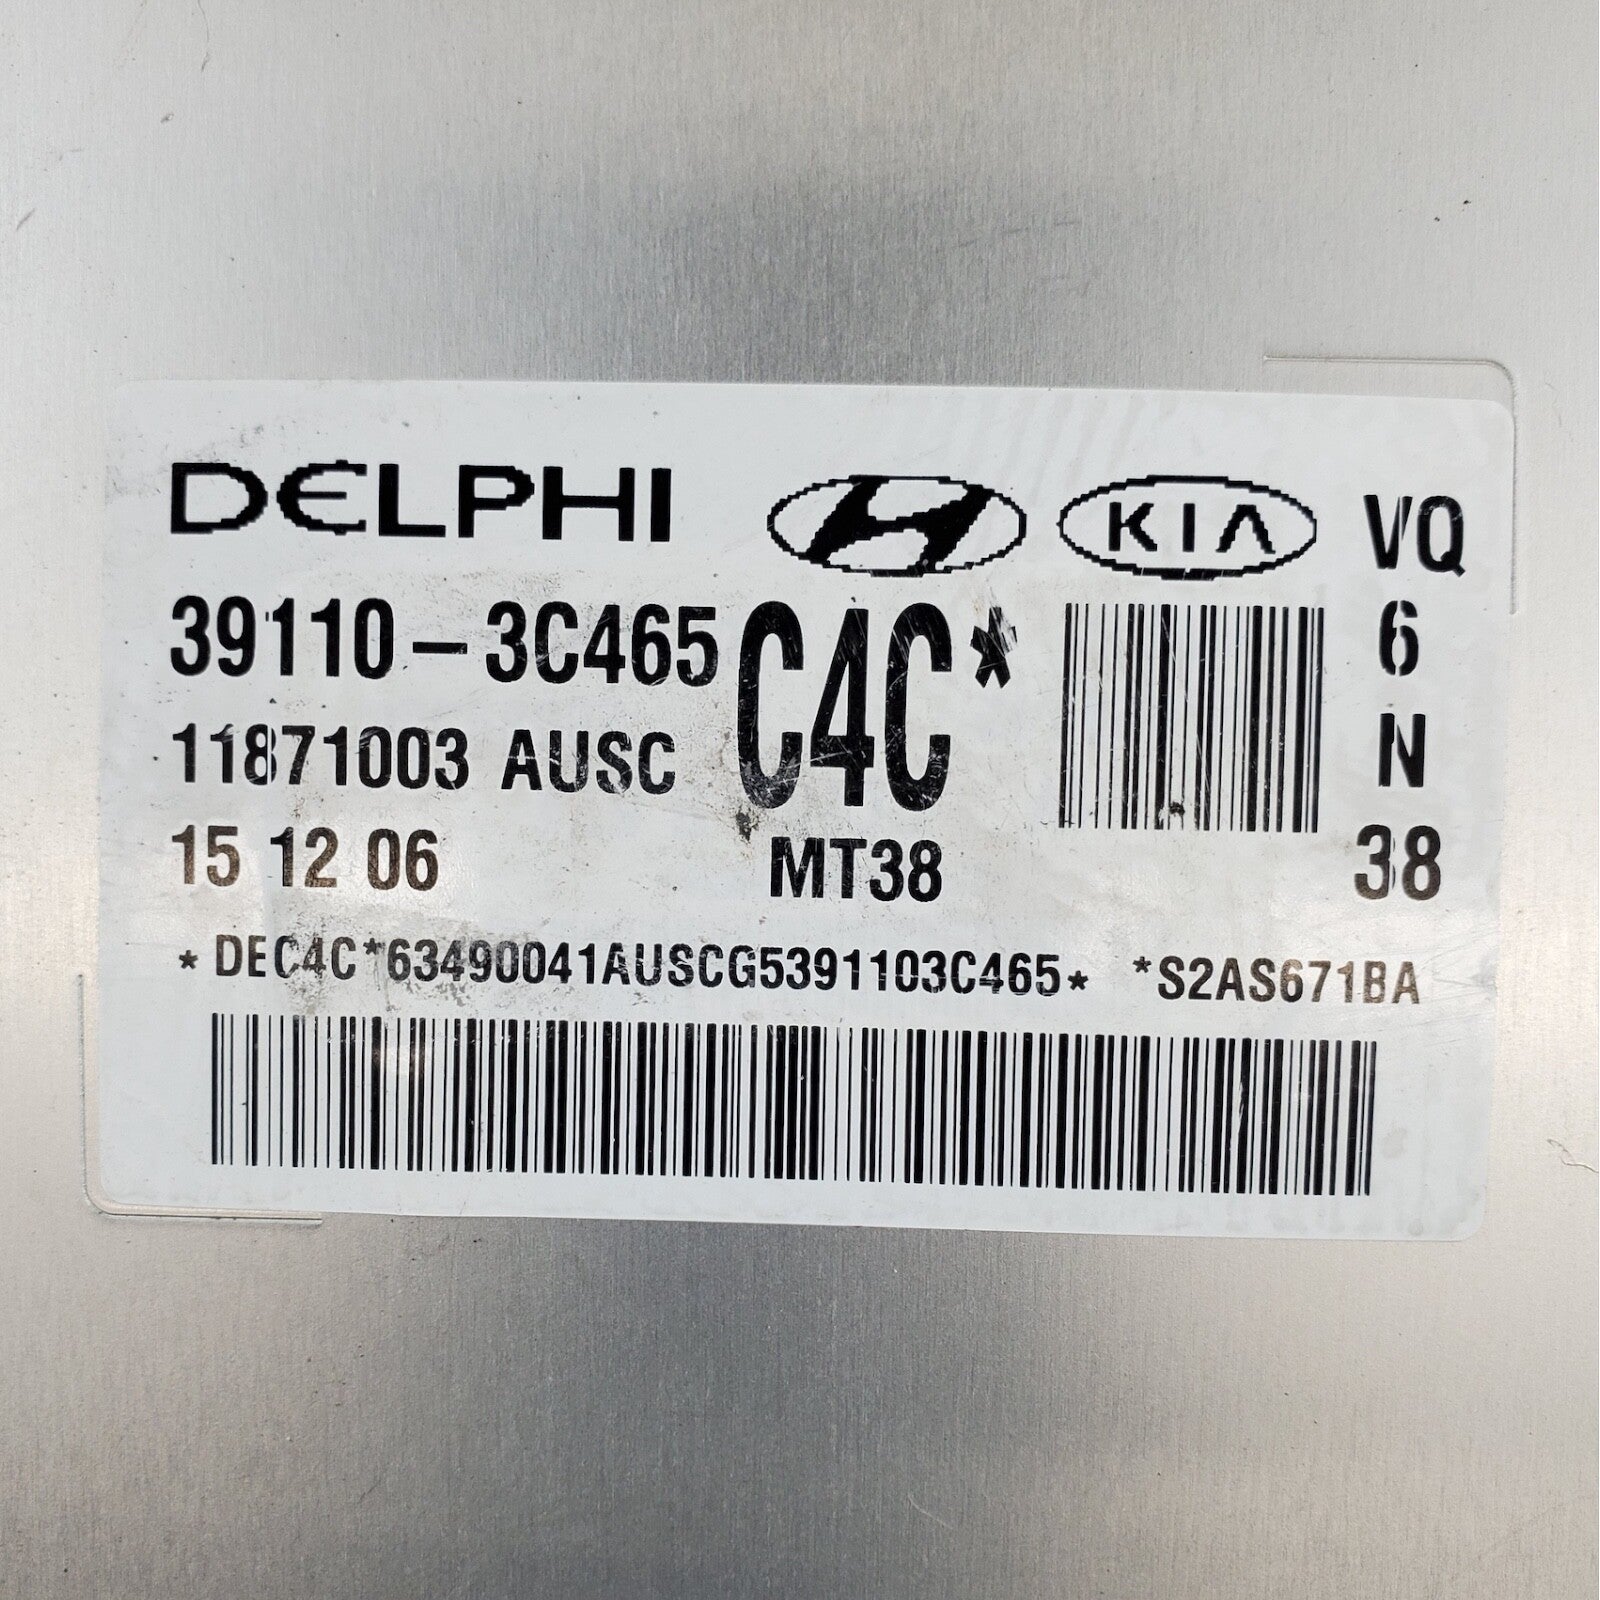 DELPHI H KIA VQ
39110-3C465 C4C* 6
11871003 AUSC N
15 12 06 MT38 38
*DEC4C*63490041AUSCG5391103C465* *S2AS671BA